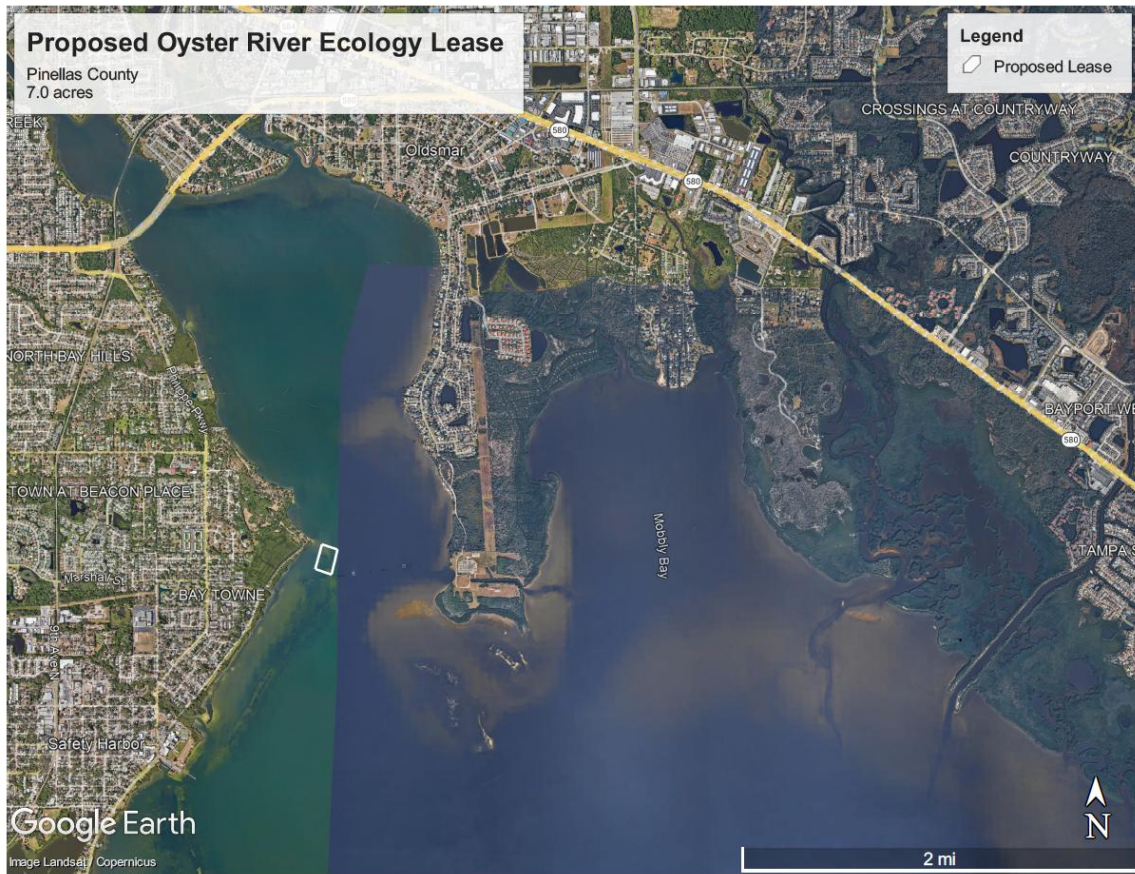 Proposed Oyster River Ecology Lease
Pinellas County
7.0 acres
Legend
Proposed Lease
CROSSINGS AT COUNTRYWAY
COUNTRYWAY
580
580
580
580
Oldsmar
NORTH BAY HILLS
Pinellas Pkwy
BAYPORT WE
TOWN AT BEACON PLACE
Marshall St
BAY TOWNE
9th Ave N
Mobbly Bay
TAMPA S
Safety Harbor
Google Earth
Image Landsat / Copernicus
N
2 mi